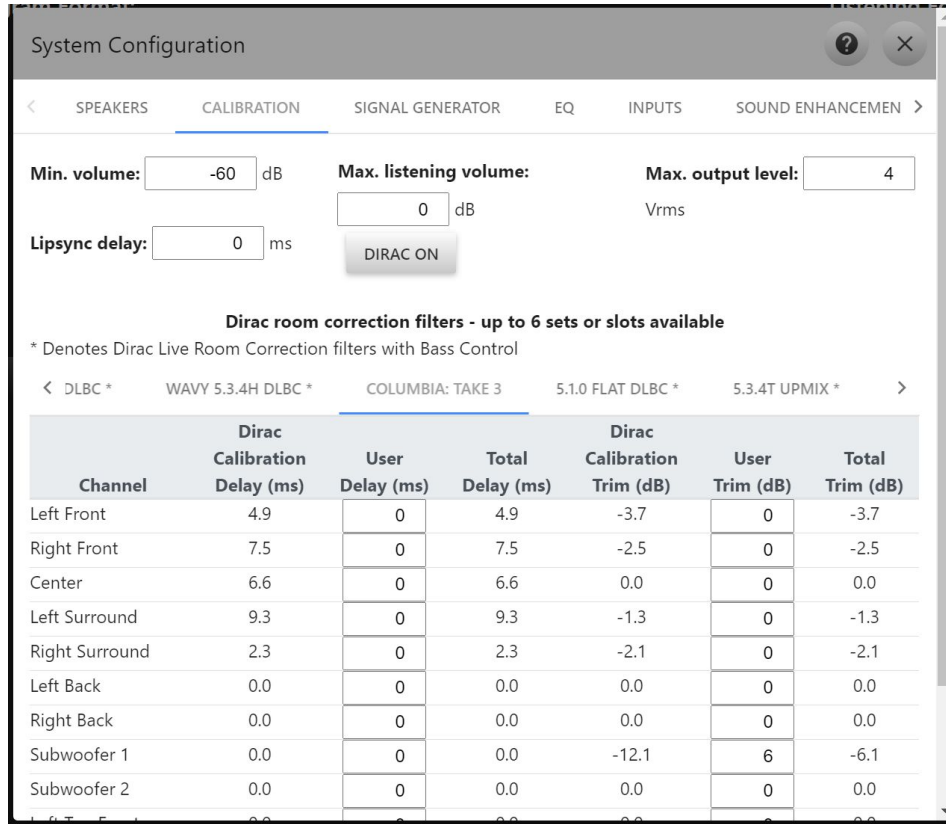 System Configuration
SPEAKERS CALIBRATION SIGNAL GENERATOR EQ INPUTS SOUND ENHANCEMEN
Min. volume: -60 dB Max. listening volume: Max. output level: 4
0 dB Vrms
Lipsync delay: 0 ms DIRAC ON
Dirac room correction filters - up to 6 sets or slots available
* Denotes Dirac Live Room Correction filters with Bass Control
DLBC * WAVY 5.3.4H DLBC * COLUMBIA: TAKE 3 5.1.0 FLAT DLBC * 5.3.4T UPMIX *
Dirac Dirac
Calibration User Total Calibration User Total
Channel Delay (ms) Delay (ms) Delay (ms) Trim (dB) Trim (dB) Trim (dB)
Left Front 4.9 0 4.9 -3.7 0 -3.7
Right Front 7.5 0 7.5 -2.5 0 -2.5
Center 6.6 0 6.6 0.0 0 0.0
Left Surround 9.3 0 9.3 -1.3 0 -1.3
Right Surround 2.3 0 2.3 -2.1 0 -2.1
Left Back 0.0 0 0.0 0.0 0 0.0
Right Back 0.0 0 0.0 0.0 0 0.0
Subwoofer 1 0.0 0 0.0 -12.1 6 -6.1
Subwoofer 2 0.0 0 0.0 0.0 0 0.0